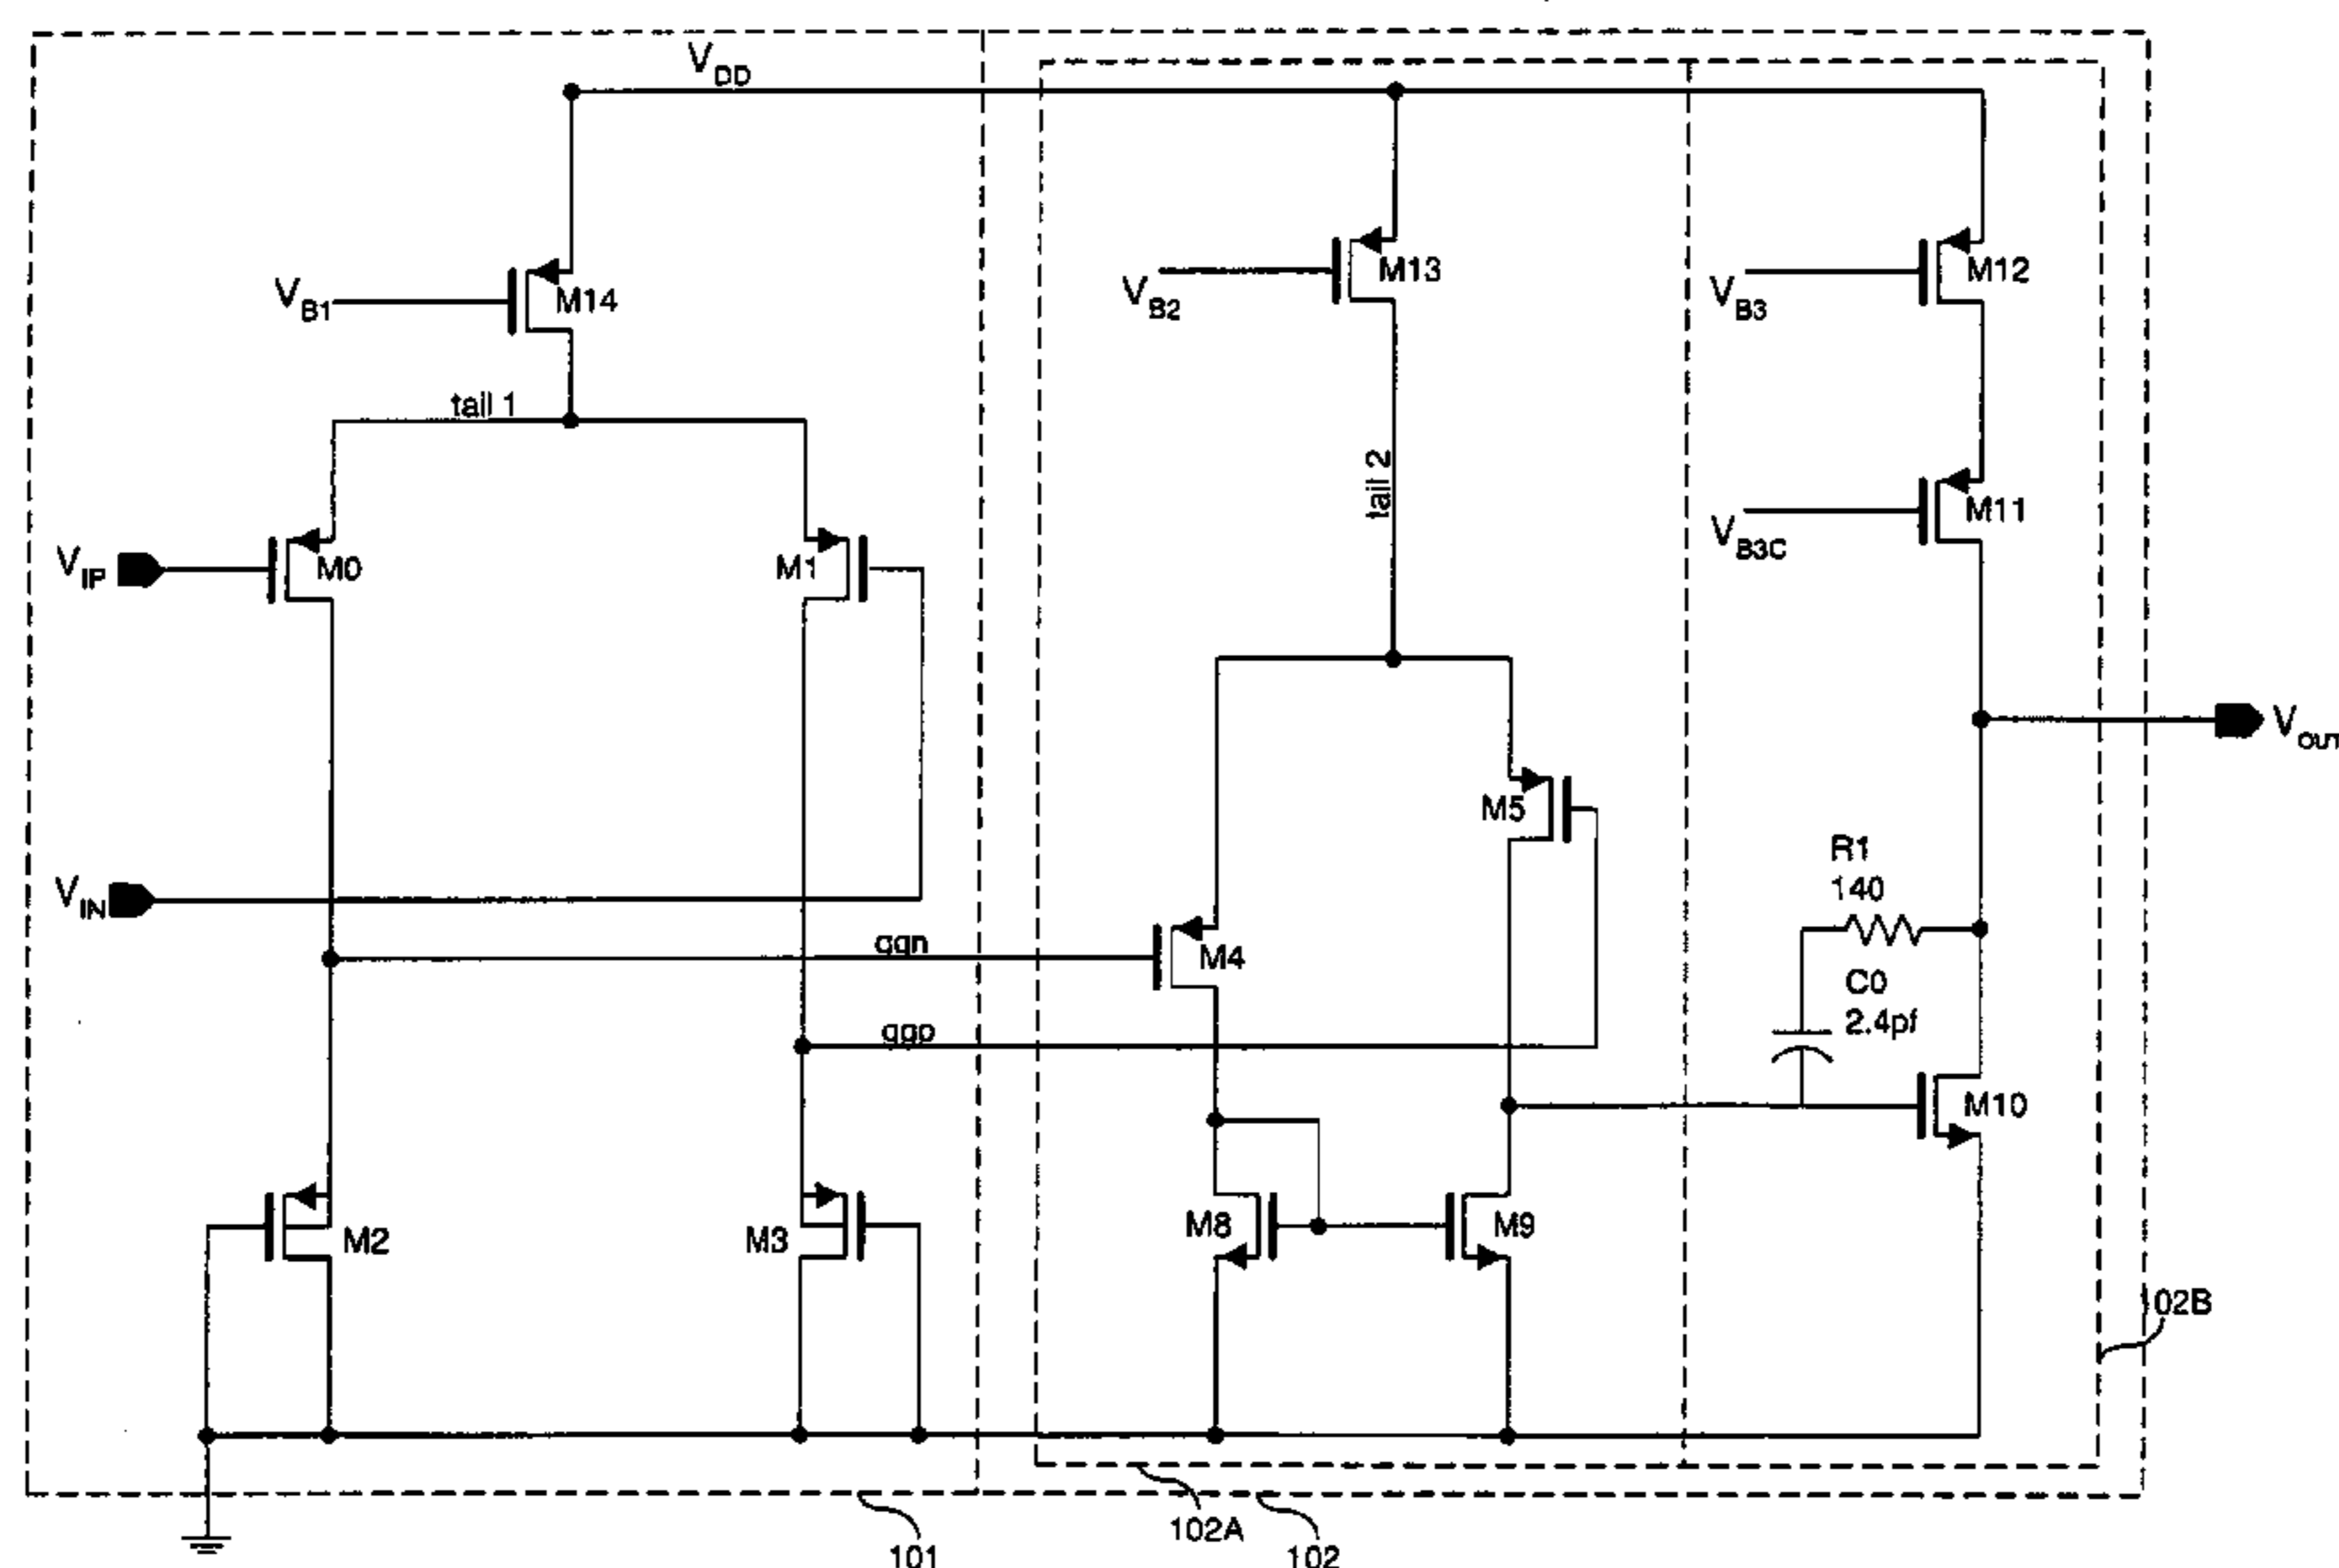 VDD
M14
VB1
M13
VB2
M12
VB3
tail 1
tail 2
M11
VB3C
VIP
M0
M1
VOUT
M5
R1
140
VIN
ggn
M4
C0
2.4pf
ggp
M10
M2
M3
M8
M9
02B
102A
101
102